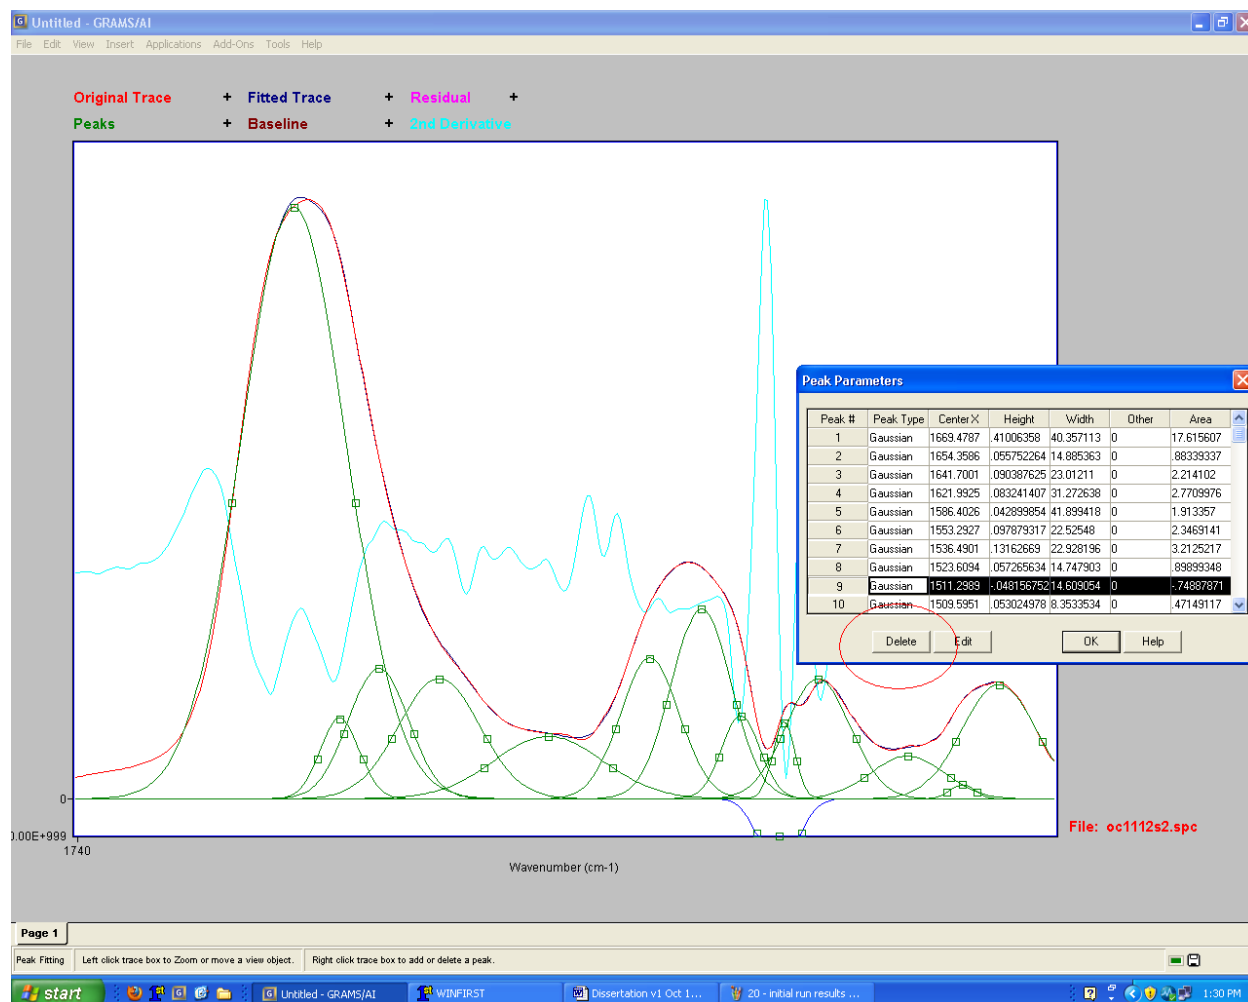 Untitled - GRAMS/AI
File Edit View Insert Applications Add-Ons Tools Help
Original Trace + Fitted Trace + Residual +
Peaks + Baseline + 2nd Derivative
Peak Parameters
Peak # Peak Type Center X Height Width Other Area
1 Gaussian 1669.4787 .41006358 40.357113 0 17.615607
2 Gaussian 1654.3586 .055752264 14.885363 0 .88339337
3 Gaussian 1641.7001 .090387625 23.01211 0 2.214102
4 Gaussian 1621.9925 .083241407 31.272638 0 2.7709976
5 Gaussian 1586.4026 .042899854 41.899418 0 1.913357
6 Gaussian 1553.2927 .097879317 22.52548 0 2.3469141
7 Gaussian 1536.4901 .13162669 22.928196 0 3.2125217
8 Gaussian 1523.6094 .057265634 14.747903 0 .89899348
9 Gaussian 1511.2989 -.048156752 14.609054 0 -.74887871
10 Gaussian 1509.5951 .053024978 8.3533534 0 .47149117
Delete Edit OK Help
0
0.00E+999
1740
Wavenumber (cm-1)
File: oc1112s2.spc
Page 1
Peak Fitting Left click trace box to Zoom or move a view object. Right click trace box to add or delete a peak.
start Untitled - GRAMS/AI WINFIRST Dissertation v1 Oct 1... 20 - initial run results ... 1:30 PM